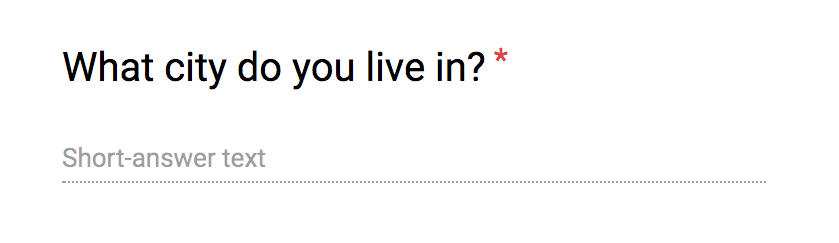 What city do you live in? *
Short-answer text